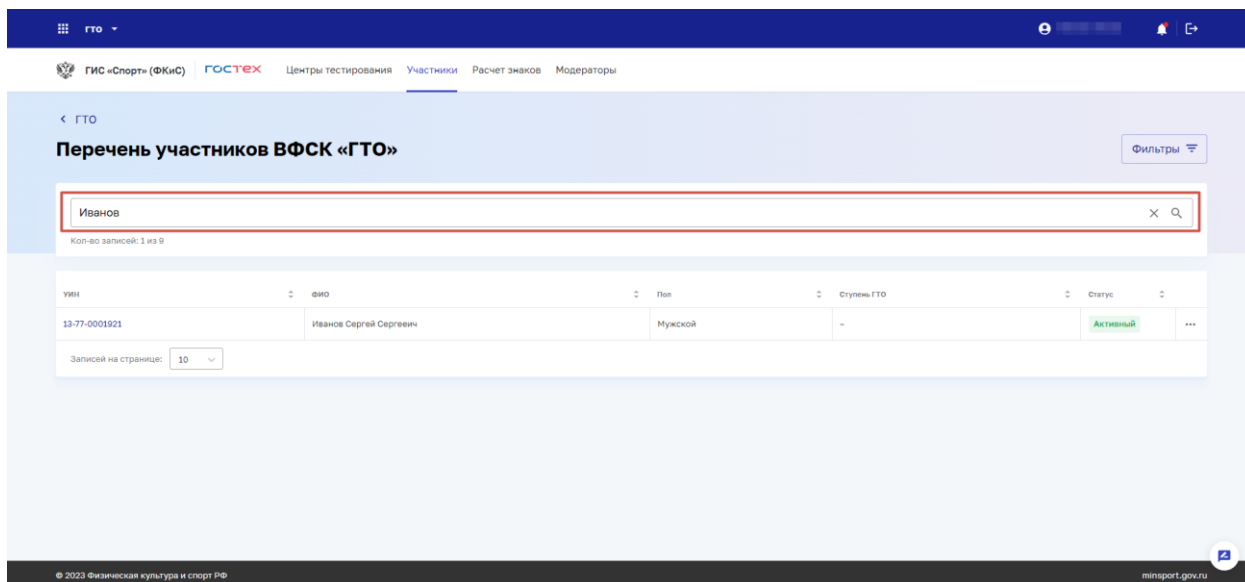 ГТО
ГИС «Спорт» (ФКиС) ГОСТЕХ Центры тестирования Участники Расчет знаков Модераторы
ГТО
Перечень участников ВФСК «ГТО»
Фильтры
Иванов
Кол-во записей: 1 из 9
УИН ФИО Пол Ступень ГТО Статус
13-77-0001921 Иванов Сергей Сергеевич Мужской – Активный
Записей на странице: 10
© 2023 Физическая культура и спорт РФ minsport.gov.ru